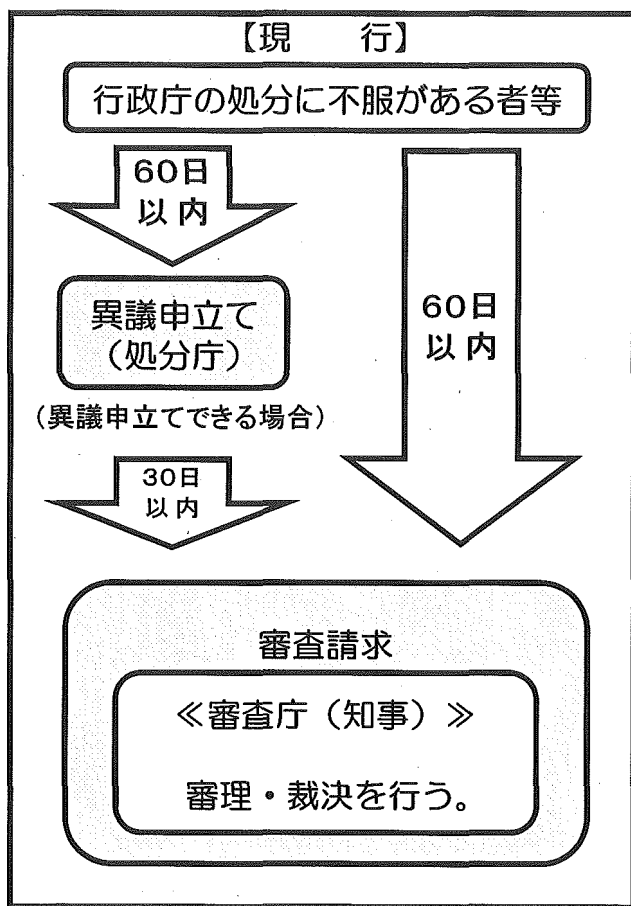 【現　　行】
行政庁の処分に不服がある者等
60日
以内
異議申立て
（処分庁）
（異議申立てできる場合）
30日
以内
60日
以内
審査請求
≪審査庁（知事）≫
審理・裁決を行う。